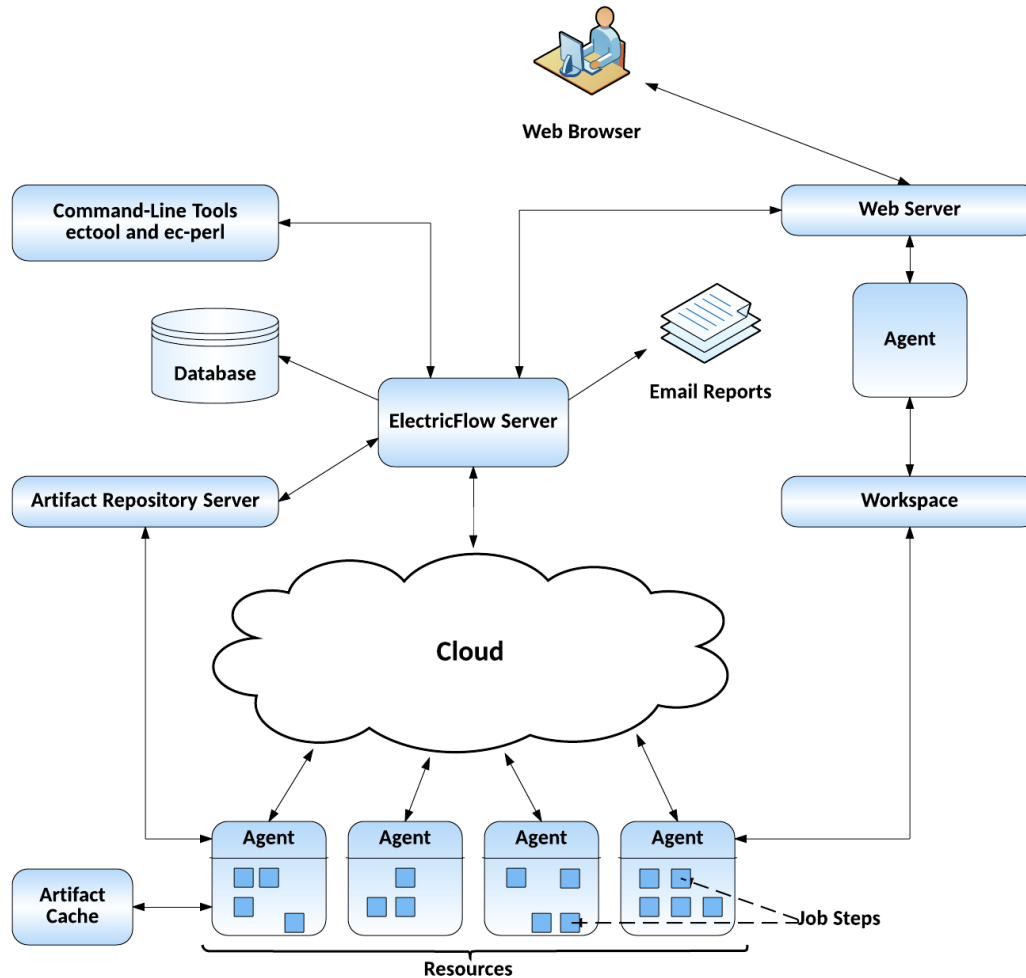 Web Browser
Command-Line Tools
ectool and ec-perl
Web Server
Agent
Database
Email Reports
ElectricFlow Server
Artifact Repository Server
Workspace
Cloud
Agent
Agent
Agent
Agent
Artifact
Cache
Job Steps
Resources